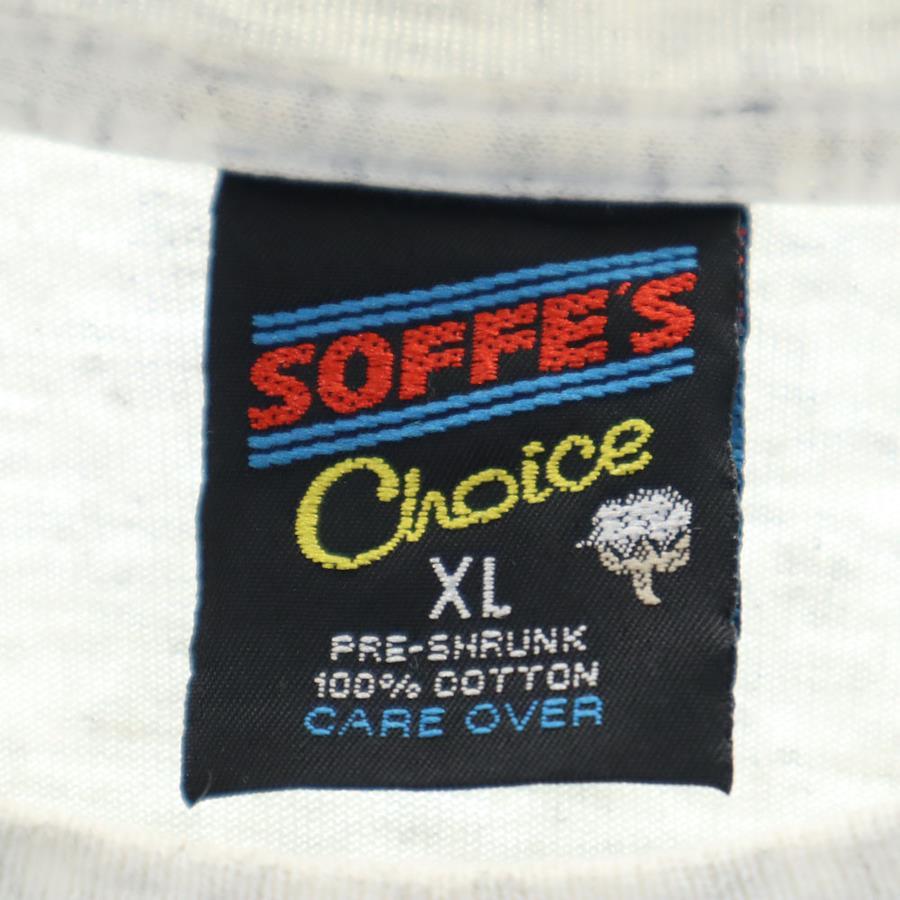 SOFFE'S
Choice
XL
PRE-SHRUNK
100% COTTON
CARE OVER